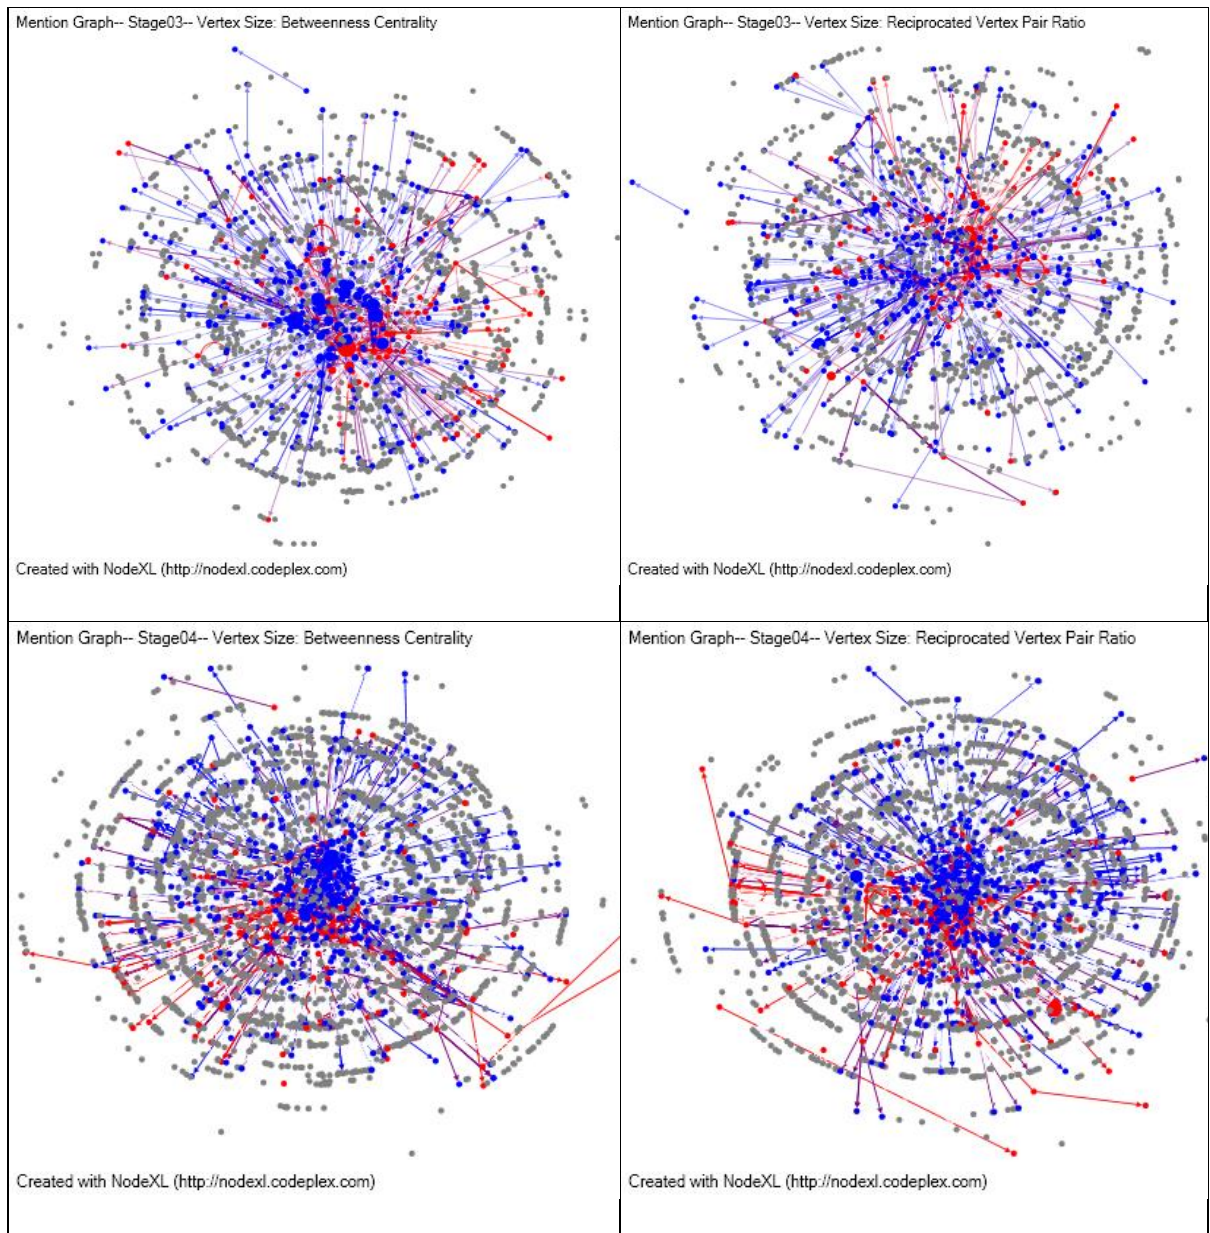 Mention Graph-- Stage03-- Vertex Size: Betweenness Centrality
Mention Graph-- Stage03-- Vertex Size: Reciprocated Vertex Pair Ratio
Created with NodeXL (http://nodexl.codeplex.com)
Created with NodeXL (http://nodexl.codeplex.com)
Mention Graph-- Stage04-- Vertex Size: Betweenness Centrality
Mention Graph-- Stage04-- Vertex Size: Reciprocated Vertex Pair Ratio
Created with NodeXL (http://nodexl.codeplex.com)
Created with NodeXL (http://nodexl.codeplex.com)